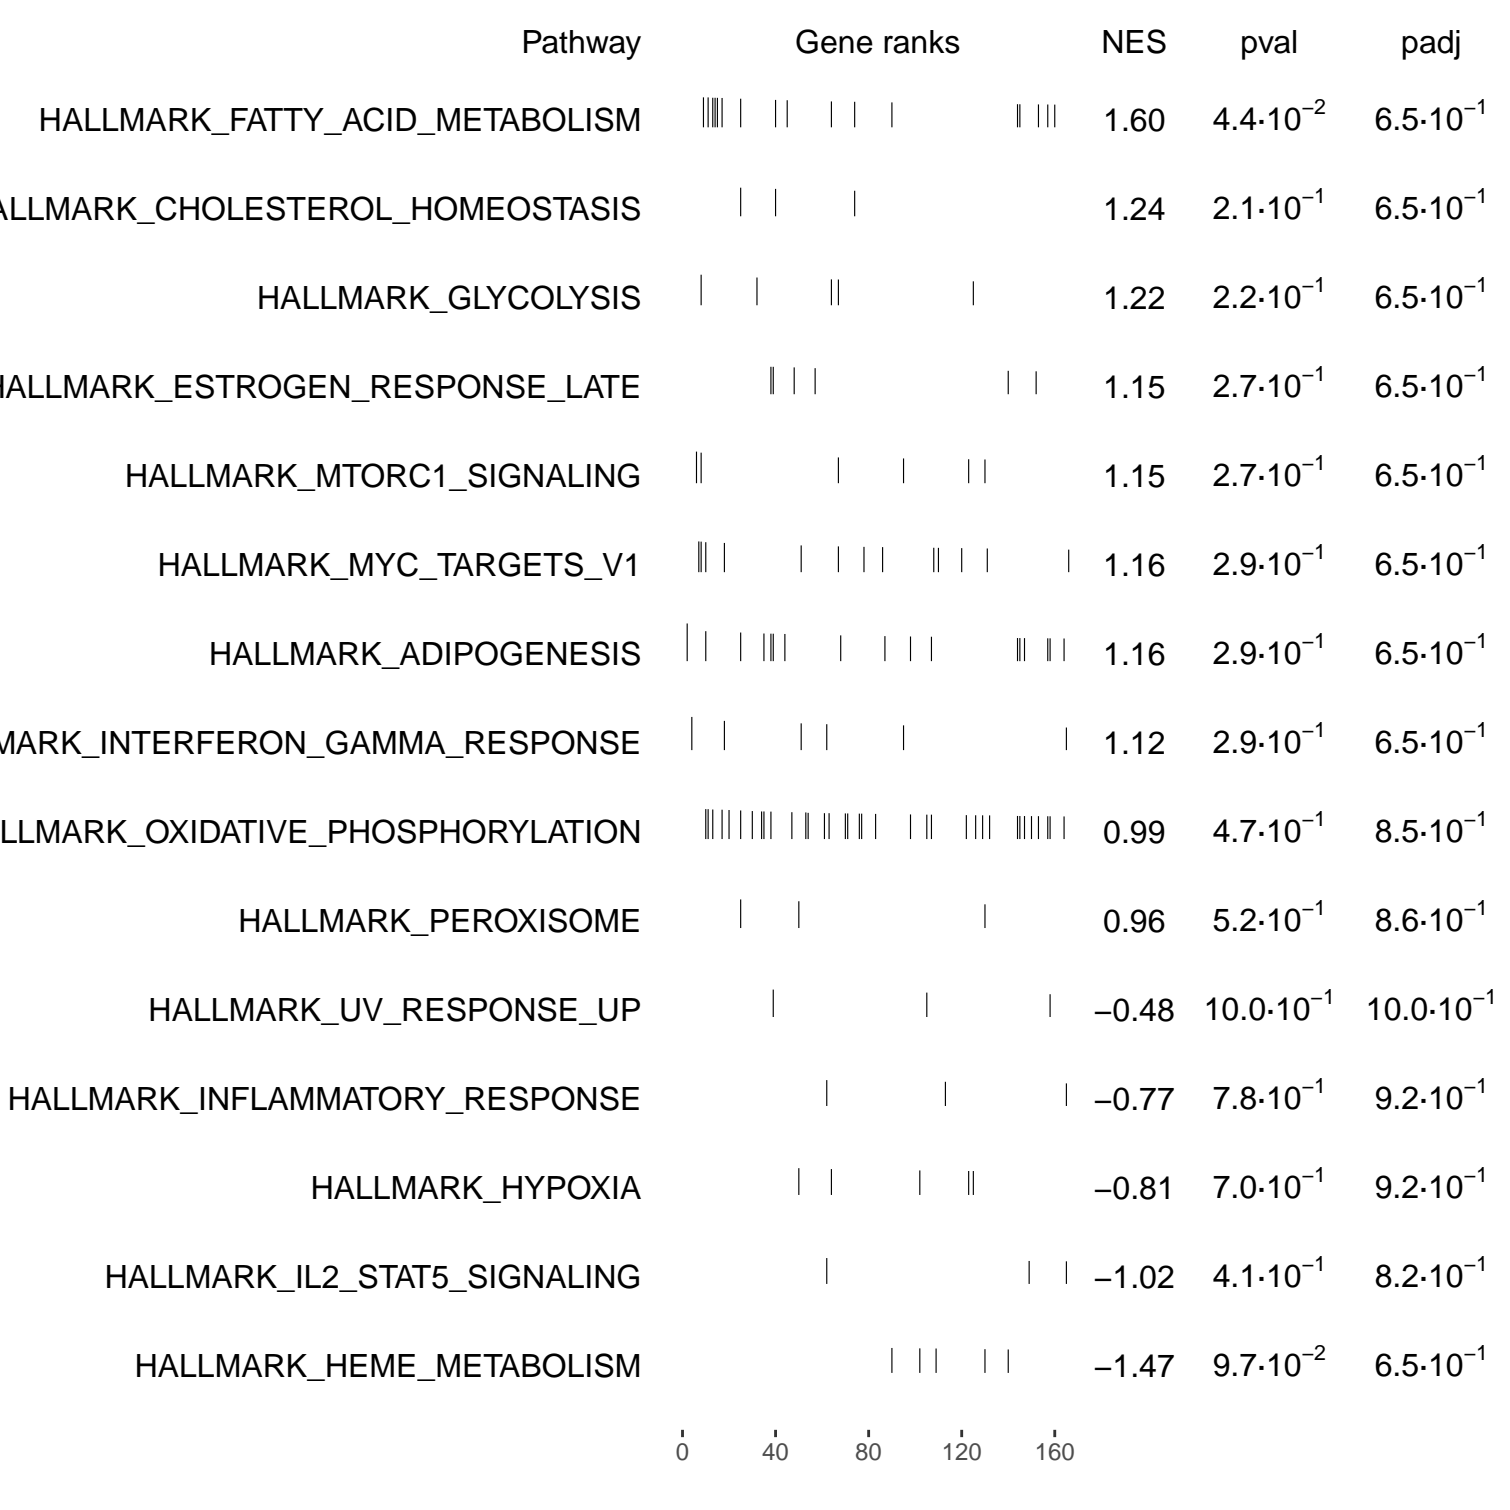 Pathway Gene ranks NES pval padj
HALLMARK_FATTY_ACID_METABOLISM 1.60 4.4·10⁻² 6.5·10⁻¹
ALLMARK_CHOLESTEROL_HOMEOSTASIS 1.24 2.1·10⁻¹ 6.5·10⁻¹
HALLMARK_GLYCOLYSIS 1.22 2.2·10⁻¹ 6.5·10⁻¹
HALLMARK_ESTROGEN_RESPONSE_LATE 1.15 2.7·10⁻¹ 6.5·10⁻¹
HALLMARK_MTORC1_SIGNALING 1.15 2.7·10⁻¹ 6.5·10⁻¹
HALLMARK_MYC_TARGETS_V1 1.16 2.9·10⁻¹ 6.5·10⁻¹
HALLMARK_ADIPOGENESIS 1.16 2.9·10⁻¹ 6.5·10⁻¹
MARK_INTERFERON_GAMMA_RESPONSE 1.12 2.9·10⁻¹ 6.5·10⁻¹
LLMARK_OXIDATIVE_PHOSPHORYLATION 0.99 4.7·10⁻¹ 8.5·10⁻¹
HALLMARK_PEROXISOME 0.96 5.2·10⁻¹ 8.6·10⁻¹
HALLMARK_UV_RESPONSE_UP −0.48 10.0·10⁻¹ 10.0·10⁻¹
HALLMARK_INFLAMMATORY_RESPONSE −0.77 7.8·10⁻¹ 9.2·10⁻¹
HALLMARK_HYPOXIA −0.81 7.0·10⁻¹ 9.2·10⁻¹
HALLMARK_IL2_STAT5_SIGNALING −1.02 4.1·10⁻¹ 8.2·10⁻¹
HALLMARK_HEME_METABOLISM −1.47 9.7·10⁻² 6.5·10⁻¹
0 40 80 120 160